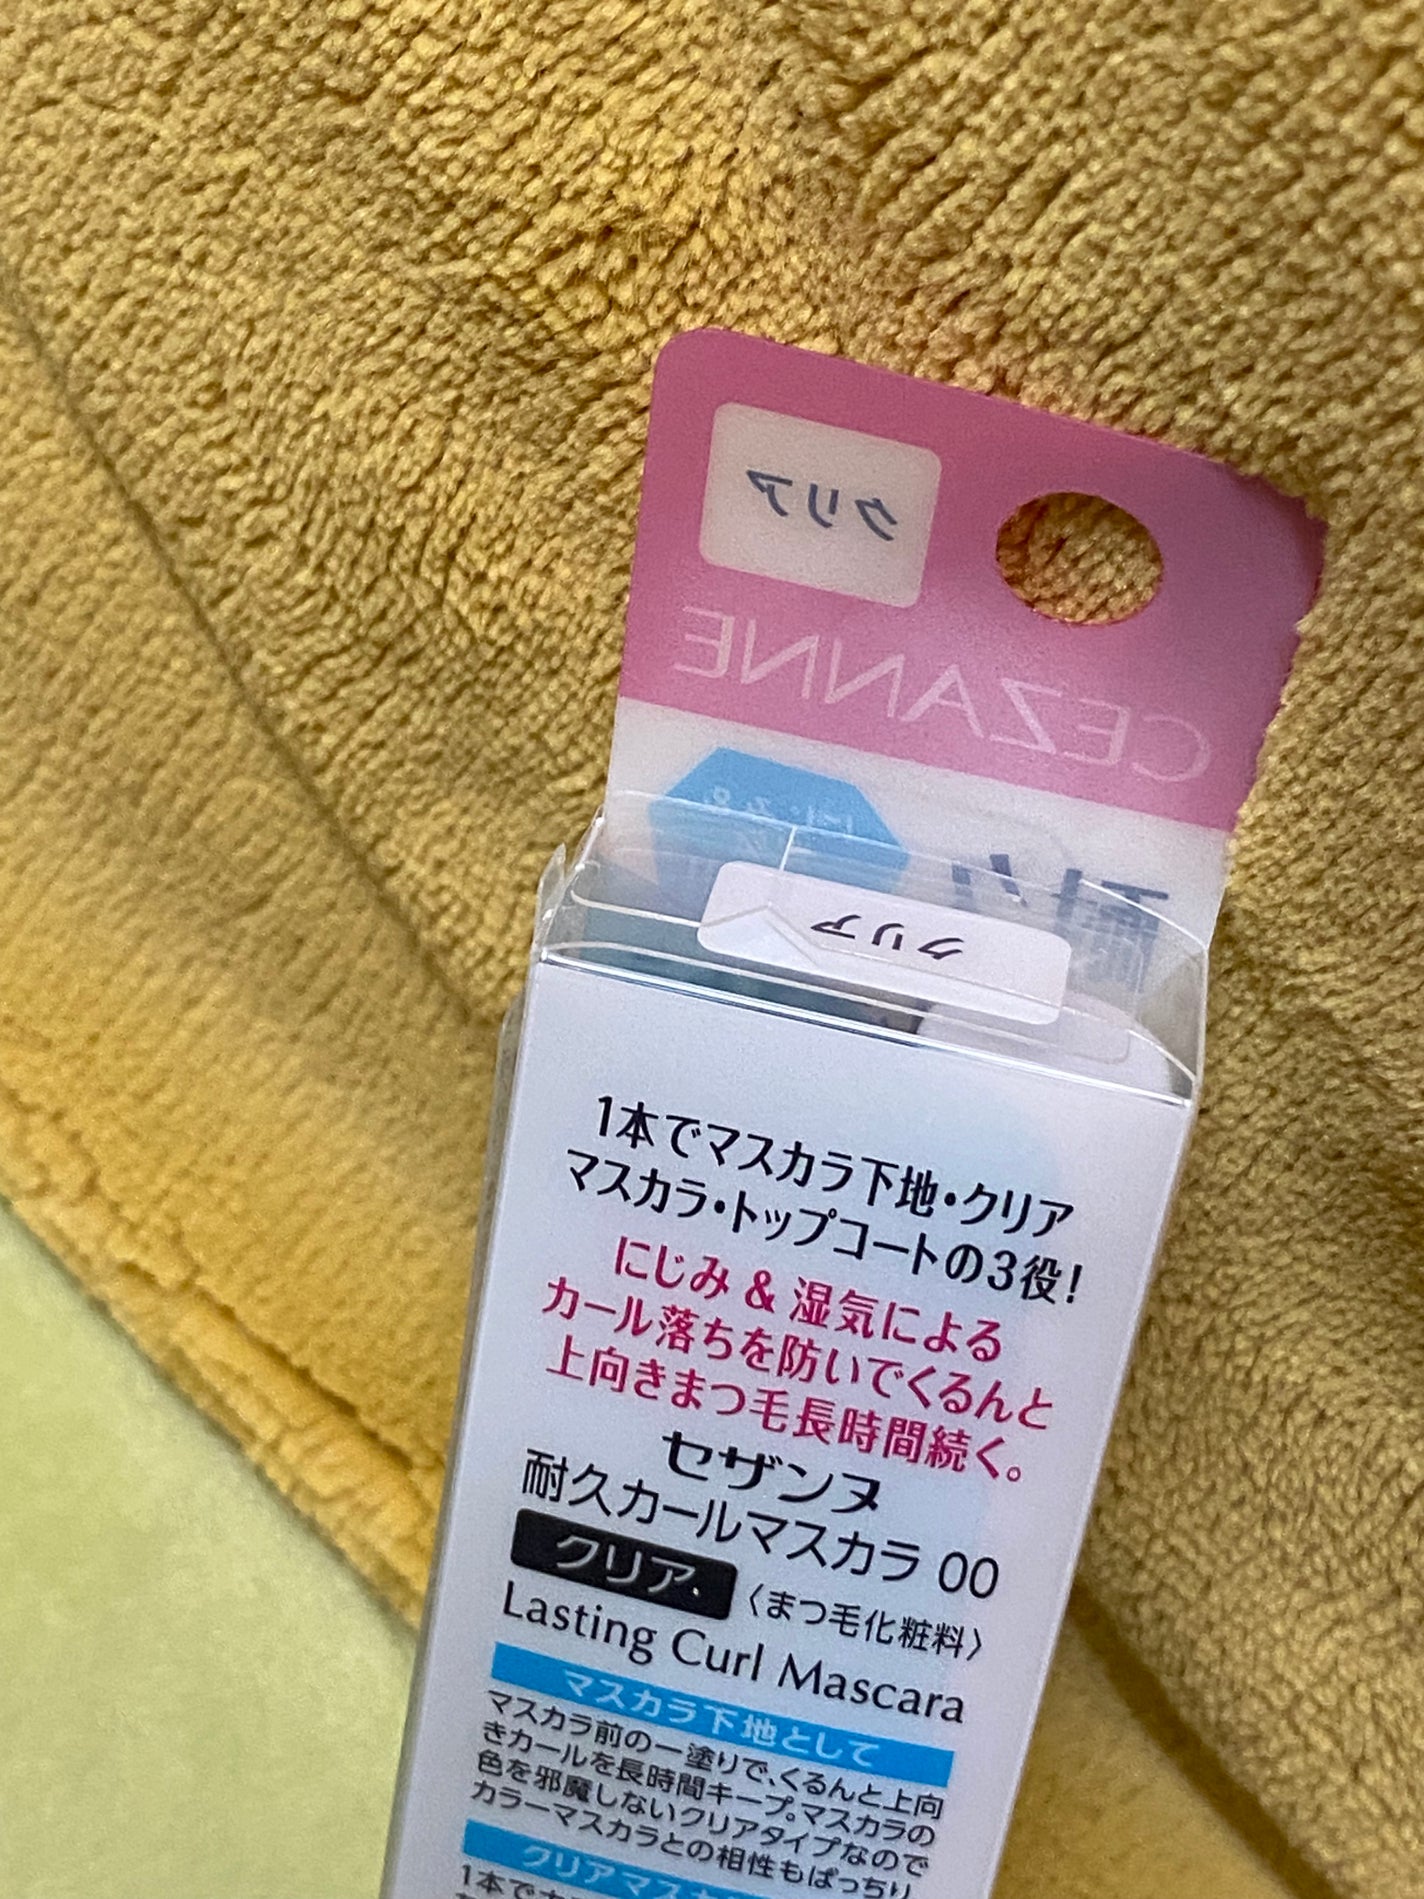 クリア
CEZANNE
クリア
1本でマスカラ下地・クリア
マスカラ・トップコートの3役!
にじみ & 湿気による
カール落ちを防いでくるんと
上向きまつ毛長時間続く。
セザンヌ
耐久カールマスカラ 00
クリア
〈まつ毛化粧料〉
Lasting Curl Mascara
マスカラ下地として
マスカラ前の一塗りで、くるんと上向
きカールを長時間キープ。マスカラの
色を邪魔しないクリアタイプなので
カラーマスカラとの相性もばっちり
クリアマス
1本で